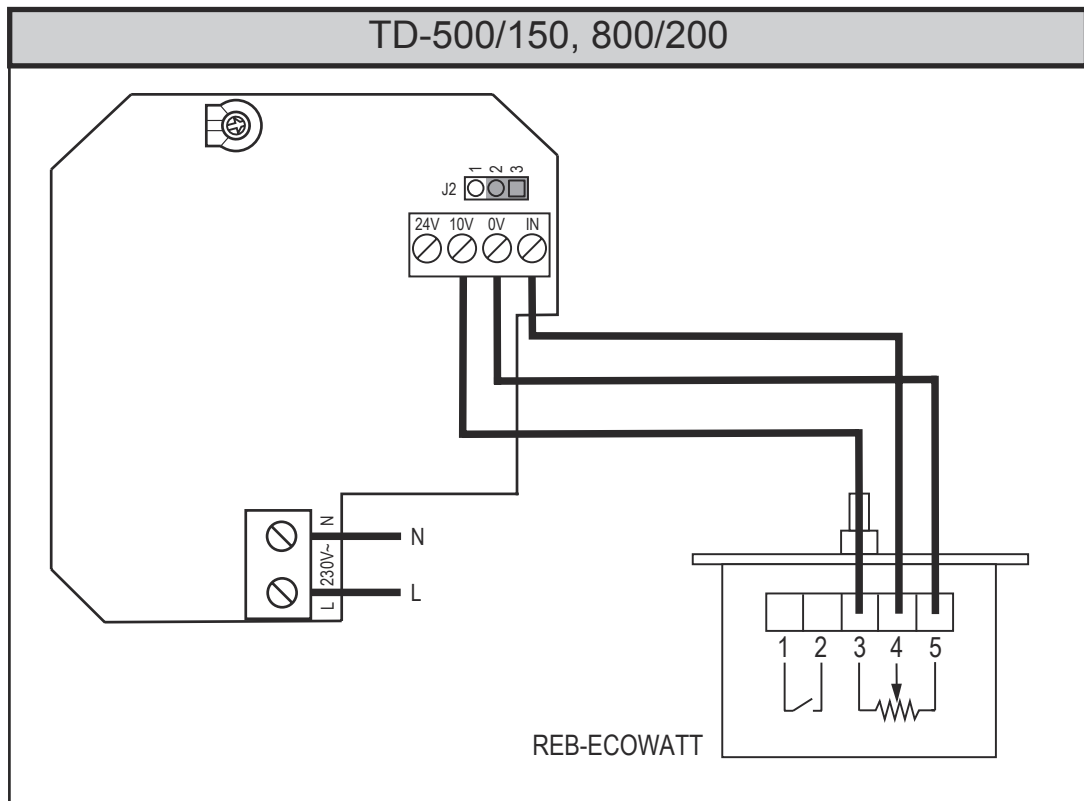 TD-500/150, 800/200
1 2 3
J2
24V 10V 0V IN
N
N
230V~
L
L
1 2 3 4 5
REB-ECOWATT